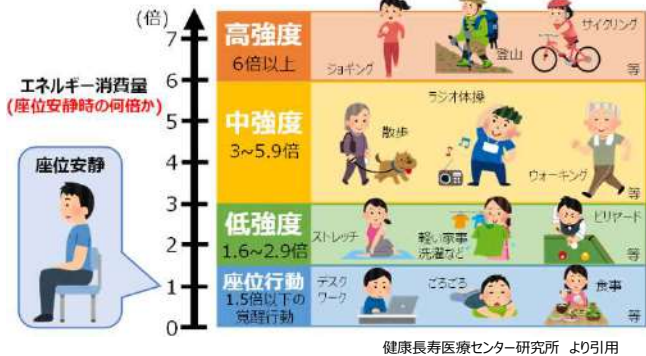 (倍)
7
6
5
4
3
2
1
0
エネルギー消費量
(座位安静時の何倍か)
座位安静
高強度
6倍以上
ジョギング
登山
サイクリング
等
中強度
3~5.9倍
散歩
ラジオ体操
ウォーキング
等
低強度
1.6~2.9倍
ストレッチ
軽い家事
洗濯など
ビリヤード
等
座位行動
1.5倍以下の
覚醒行動
デスク
ワーク
ごろごろ
食事
等
健康長寿医療センター研究所 より引用